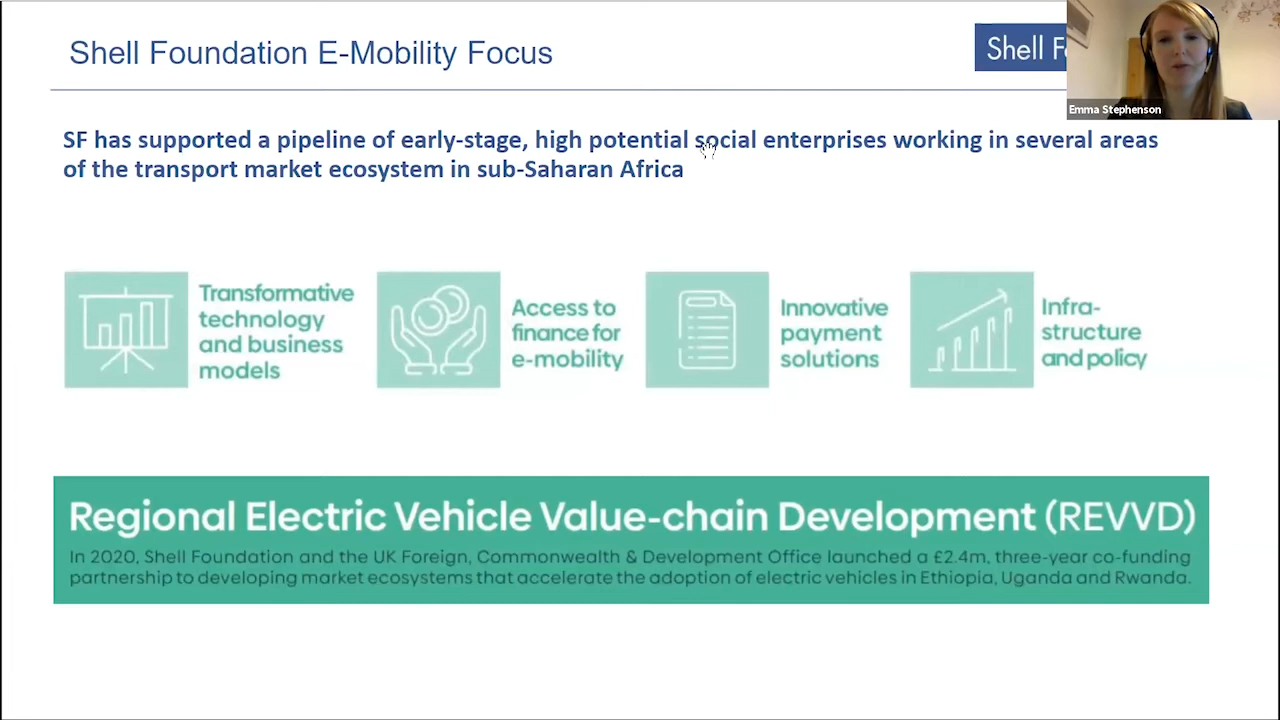 Shell Foundation E-Mobility Focus
Shell
Emma Stephenson
SF has supported a pipeline of early-stage, high potential social enterprises working in several areas
of the transport market ecosystem in sub-Saharan Africa
Transformative
technology
and business
models
Access to
finance for
e-mobility
Innovative
payment
solutions
Infra-
structure
and policy
Regional Electric Vehicle Value-chain Development (REVVD)
In 2020, Shell Foundation and the UK Foreign, Commonwealth & Development Office launched a £2.4m, three-year co-funding
partnership to developing market ecosystems that accelerate the adoption of electric vehicles in Ethiopia, Uganda and Rwanda.